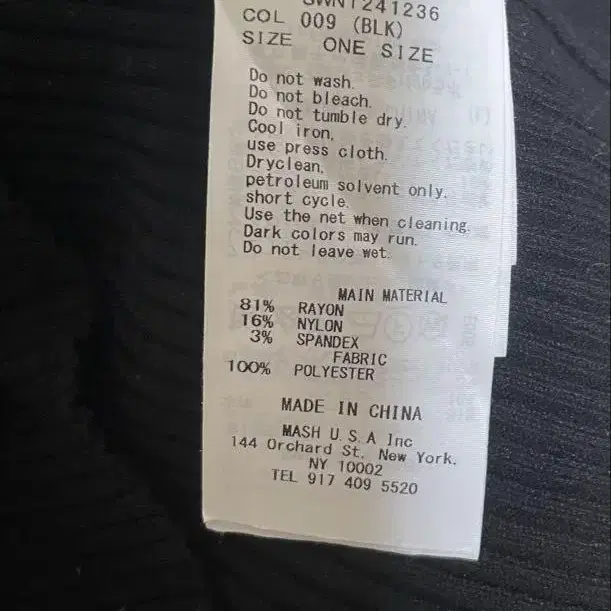 SWNT241236
COL 009 (BLK)
SIZE ONE SIZE
Do not wash.
Do not bleach.
Do not tumble dry.
Cool iron.
use press cloth.
Dryclean.
petroleum solvent only.
short cycle.
Use the net when cleaning.
Dark colors may run.
Do not leave wet.
MAIN MATERIAL
81% RAYON
16% NYLON
3% SPANDEX
FABRIC
100% POLYESTER
MADE IN CHINA
MASH U.S.A Inc
144 Orchard St. New York.
NY 10002
TEL 917 409 5520